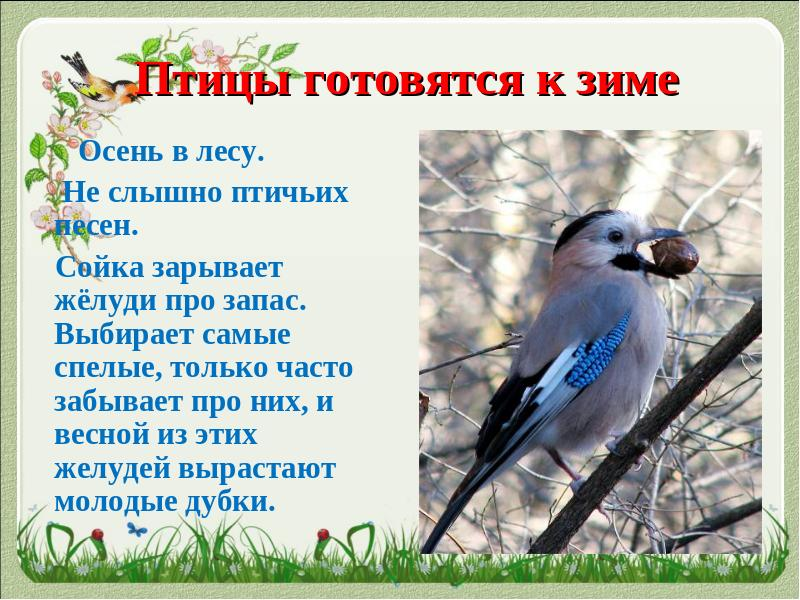 Птицы готовятся к зиме
Осень в лесу.
Не слышно птичьих
песен.
Сойка зарывает
жёлуди про запас.
Выбирает самые
спелые, только часто
забывает про них, и
весной из этих
желудей вырастают
молодые дубки.